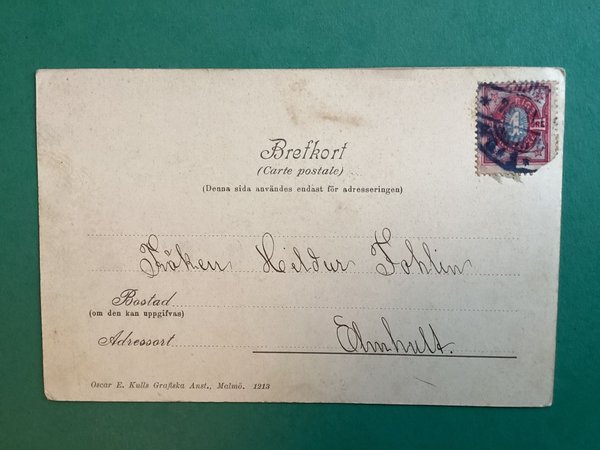 Brefkort
(Carte postale)
(Denna sida användes endast för adresseringen)
Fröken Hildur Tohlin
Bostad
(om den kan uppgifvas)
Adressort
Elmhult.
Oscar E. Kulls Grafiska Anst., Malmö. 1213